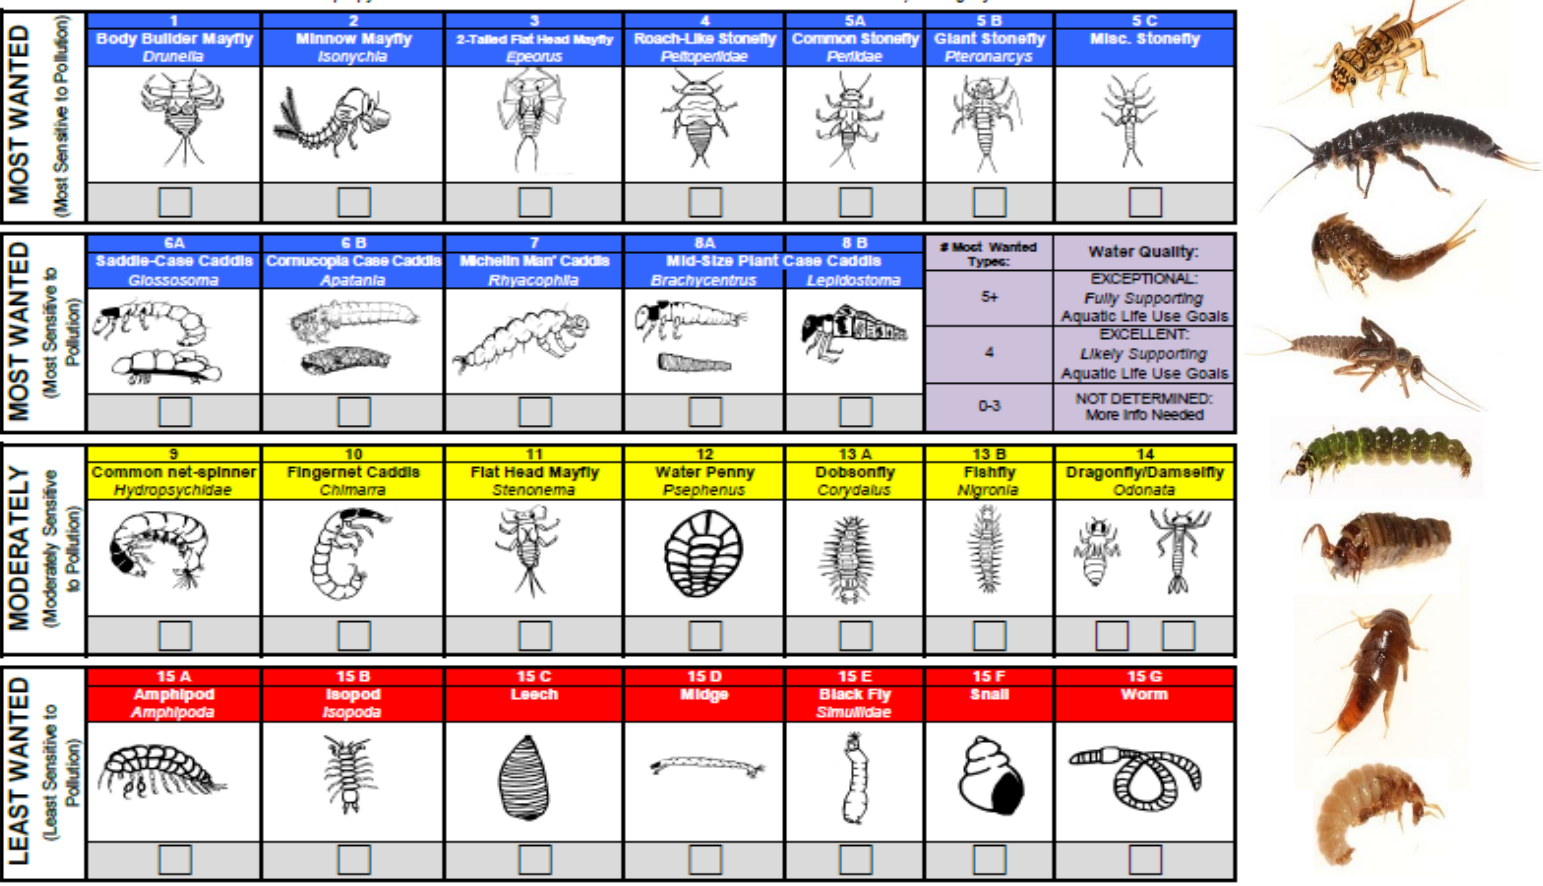 MOST WANTED
(Most Sensitive to Pollution)
1
Body Builder Mayfly
Drunella
2
Minnow Mayfly
Isonychia
3
2-Tailed Flat Head Mayfly
Epeorus
4
Roach-Like Stonefly
Peltoperlidae
5A
Common Stonefly
Perlidae
5 B
Giant Stonefly
Pteronarcys
5 C
Misc. Stonefly
MOST WANTED
(Most Sensitive to
Pollution)
6A
Saddle-Case Caddis
Glossosoma
6 B
Cornucopia Case Caddis
Apatania
7
Michelin Man' Caddis
Rhyacophila
8A
8 B
Mid-Size Plant Case Caddis
Brachycentrus
Lepidostoma
# Most Wanted
Types:
Water Quality:
5+
EXCEPTIONAL:
Fully Supporting
Aquatic Life Use Goals
4
EXCELLENT:
Likely Supporting
Aquatic Life Use Goals
0-3
NOT DETERMINED:
More Info Needed
MODERATELY
(Moderately Sensitive
to Pollution)
9
Common net-spinner
Hydropsychidae
10
Fingernet Caddis
Chimarra
11
Flat Head Mayfly
Stenonema
12
Water Penny
Psephenus
13 A
Dobsonfly
Corydalus
13 B
Fishfly
Nigronia
14
Dragonfly/Damselfly
Odonata
LEAST WANTED
(Least Sensitive to
Pollution)
15 A
Amphipod
Amphipoda
15 B
Isopod
Isopoda
15 C
Leech
15 D
Midge
15 E
Black Fly
Simuliidae
15 F
Snail
15 G
Worm